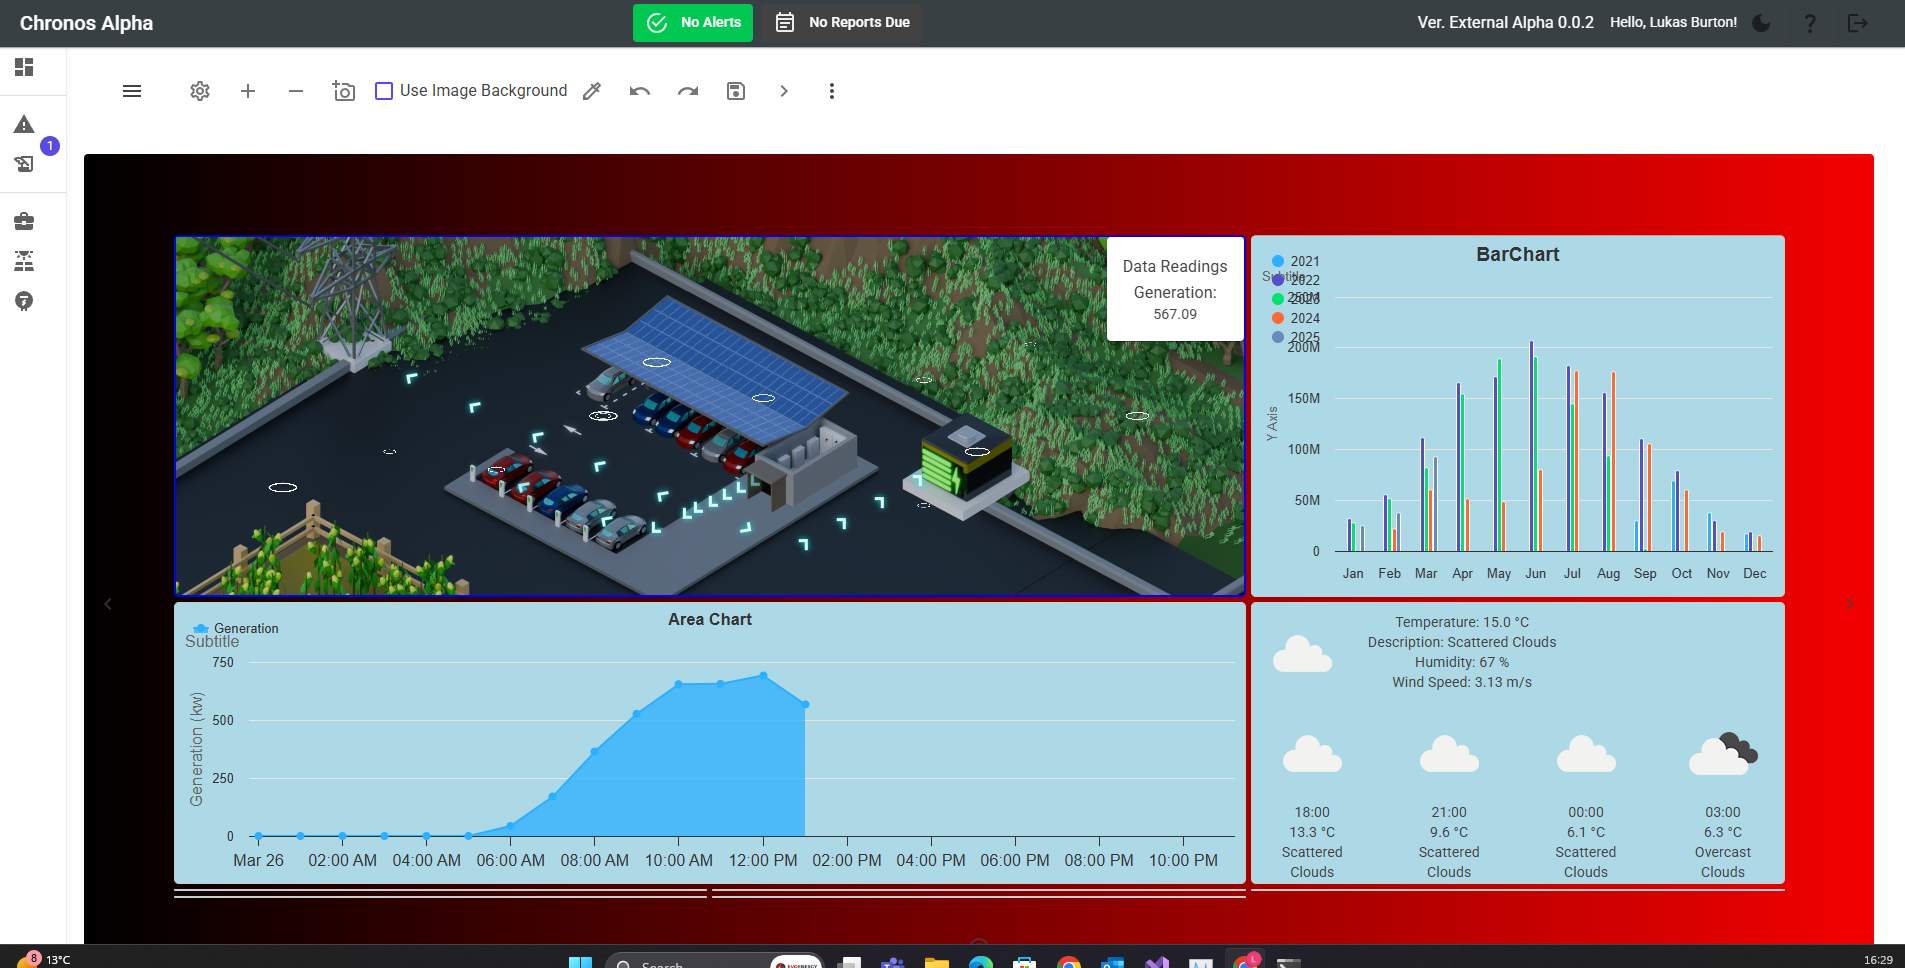 Chronos Alpha
No Alerts
No Reports Due
Ver. External Alpha 0.0.2
Hello, Lukas Burton!
?
Use Image Background
1
Data Readings
Generation:
567.09
BarChart
2021
Subtitle
2022
250M
2023
2024
2025
200M
150M
100M
50M
0
Y Axis
Jan Feb Mar Apr May Jun Jul Aug Sep Oct Nov Dec
Area Chart
Generation
Subtitle
750
500
250
0
Generation (kw)
Mar 26 02:00 AM 04:00 AM 06:00 AM 08:00 AM 10:00 AM 12:00 PM 02:00 PM 04:00 PM 06:00 PM 08:00 PM 10:00 PM
Temperature: 15.0 °C
Description: Scattered Clouds
Humidity: 67 %
Wind Speed: 3.13 m/s
18:00
13.3 °C
Scattered
Clouds
21:00
9.6 °C
Scattered
Clouds
00:00
6.1 °C
Scattered
Clouds
03:00
6.3 °C
Overcast
Clouds
8
13°C
Search
L
16:29